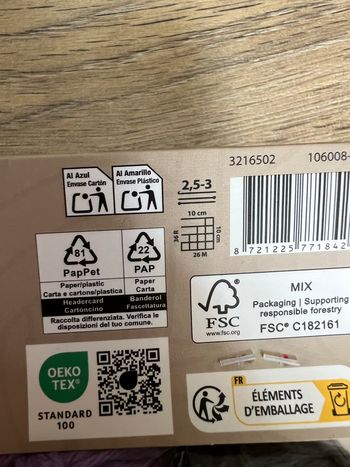 3216502
106008-
Al Azul
Envase Cartón
Al Amarillo
Envase Plástico
2,5-3
10 cm
36 R
10 cm
26 M
8 721225 771842
81
PapPet
22
PAP
Paper/plastic
Carta e cartone/plastica
Paper
Carta
Headercard
Cartoncino
Banderol
Fascettatura
Raccolta differenziata. Verifica le
disposizioni del tuo comune.
FSC
www.fsc.org
MIX
Packaging | Supporting
responsible forestry
FSC® C182161
OEKO
TEX®
STANDARD
100
FR
ÉLÉMENTS
D'EMBALLAGE